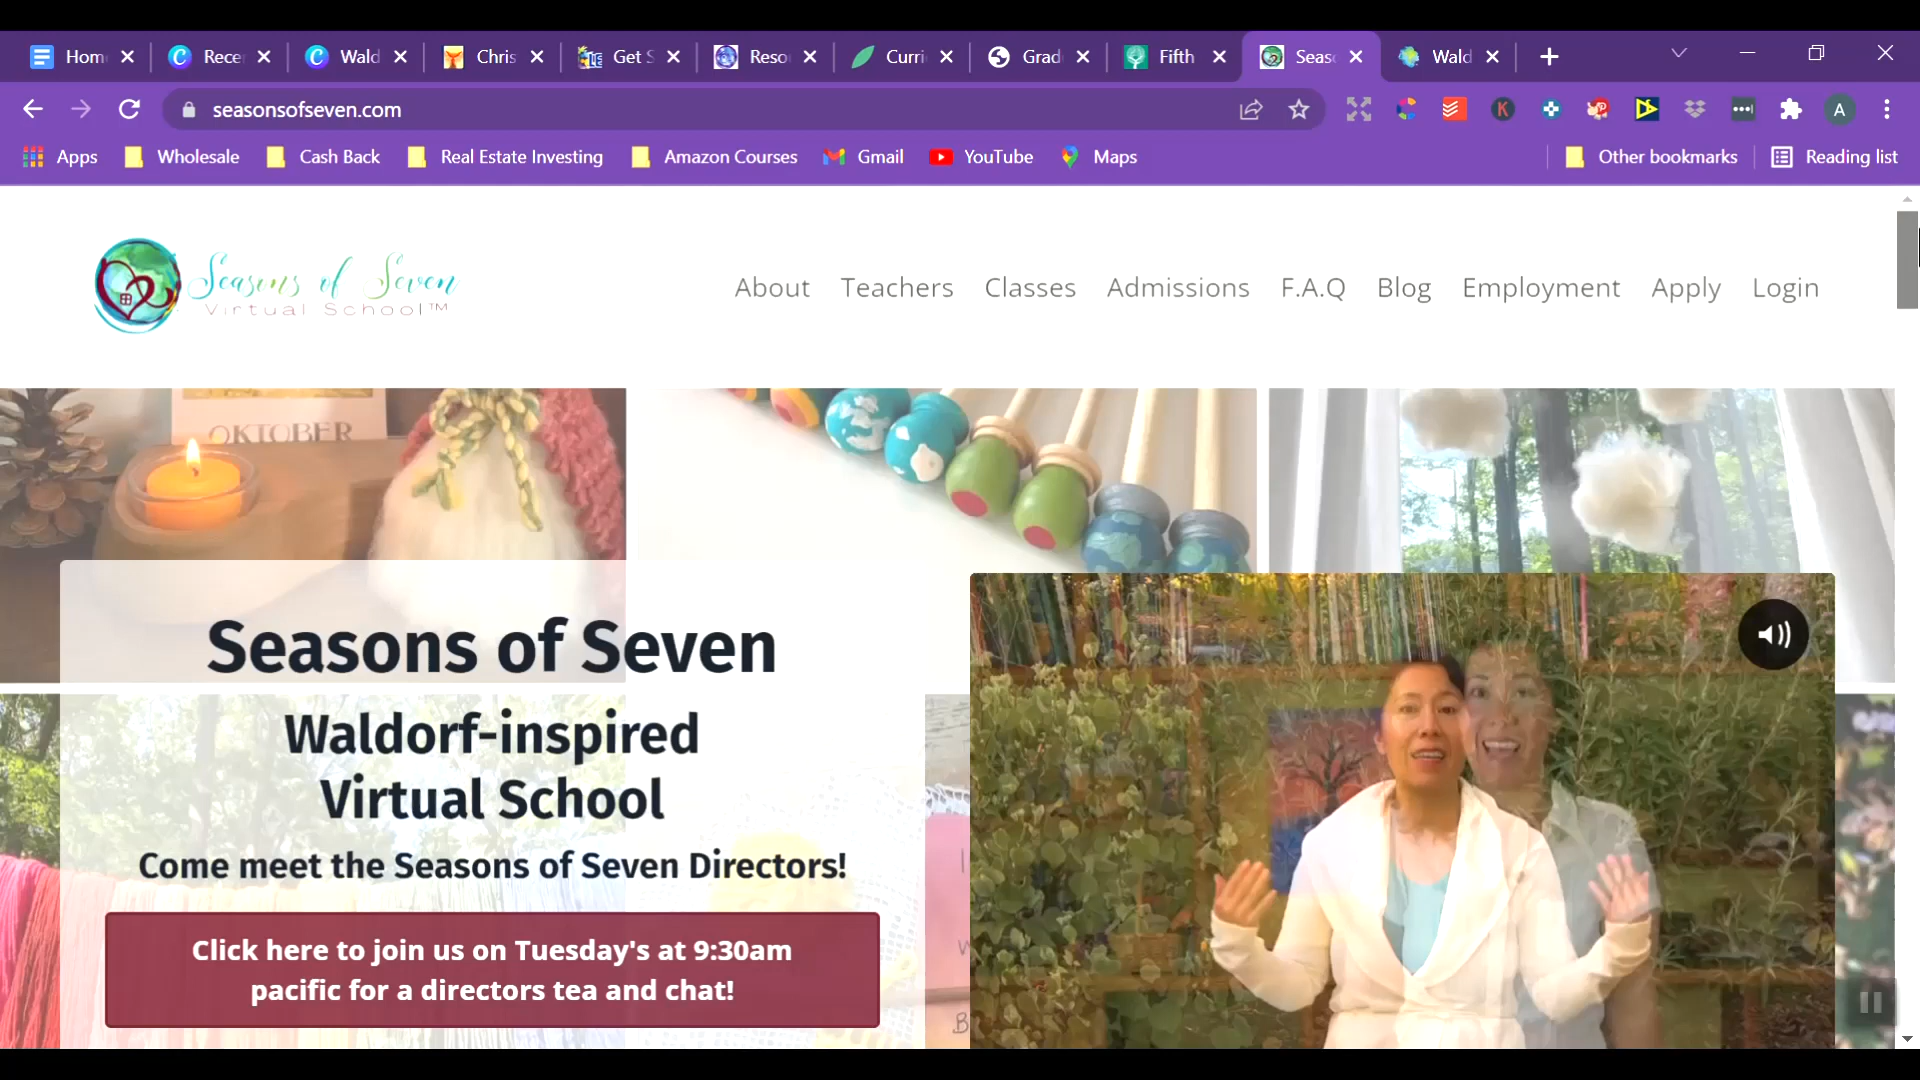 Hom
Rece
Wald
Chris
Get S
Reso
Curri
Grad
Fifth
Seas
Wald
seasonsofseven.com
K
A
Apps
Wholesale
Cash Back
Real Estate Investing
Amazon Courses
Gmail
YouTube
Maps
Other bookmarks
Reading list
Seasons of Seven
Virtual School™
About
Teachers
Classes
Admissions
F.A.Q
Blog
Employment
Apply
Login
OKTOBER
Seasons of Seven
Waldorf-inspired
Virtual School
Come meet the Seasons of Seven Directors!
Click here to join us on Tuesday's at 9:30am
pacific for a directors tea and chat!